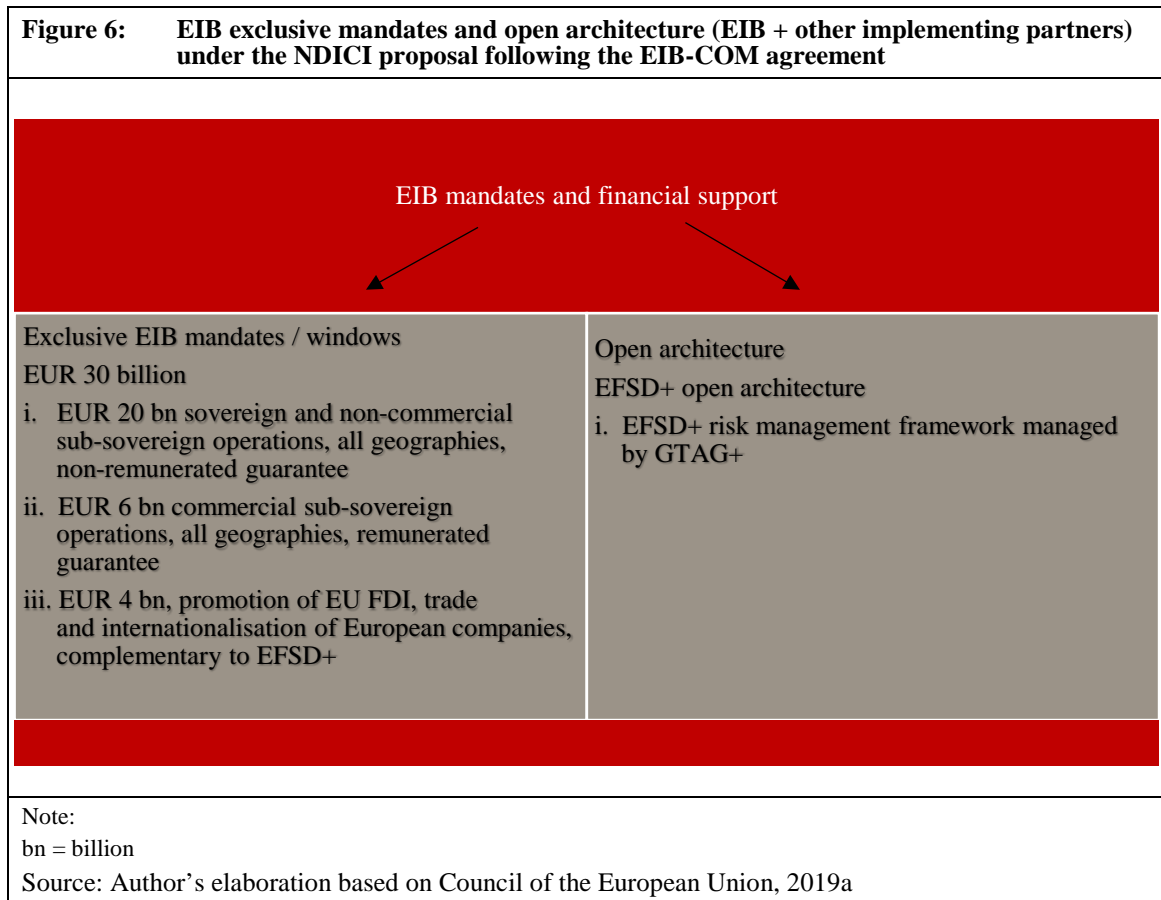 Figure 6: EIB exclusive mandates and open architecture (EIB + other implementing partners)
under the NDICI proposal following the EIB-COM agreement
EIB mandates and financial support
Exclusive EIB mandates / windows
EUR 30 billion
i. EUR 20 bn sovereign and non-commercial
sub-sovereign operations, all geographies,
non-remunerated guarantee
ii. EUR 6 bn commercial sub-sovereign
operations, all geographies, remunerated
guarantee
iii. EUR 4 bn, promotion of EU FDI, trade
and internationalisation of European companies,
complementary to EFSD+
Open architecture
EFSD+ open architecture
i. EFSD+ risk management framework managed
by GTAG+
Note:
bn = billion
Source: Author’s elaboration based on Council of the European Union, 2019a